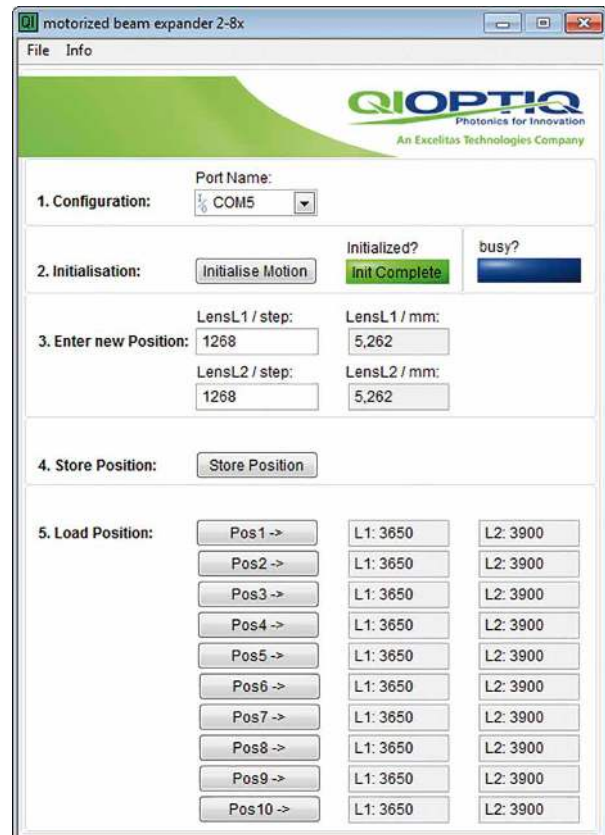 QI motorized beam expander 2-8x
File Info
QIOPTIQ
Photonics for Innovation
An Excelitas Technologies Company
Port Name:
1. Configuration: I/O COM5
Initialized? busy?
2. Initialisation: Initialise Motion Init Complete
LensL1 / step: LensL1 / mm:
3. Enter new Position: 1268 5,262
LensL2 / step: LensL2 / mm:
1268 5,262
4. Store Position: Store Position
5. Load Position: Pos1 -> L1: 3650 L2: 3900
Pos2 -> L1: 3650 L2: 3900
Pos3 -> L1: 3650 L2: 3900
Pos4 -> L1: 3650 L2: 3900
Pos5 -> L1: 3650 L2: 3900
Pos6 -> L1: 3650 L2: 3900
Pos7 -> L1: 3650 L2: 3900
Pos8 -> L1: 3650 L2: 3900
Pos9 -> L1: 3650 L2: 3900
Pos10 -> L1: 3650 L2: 3900